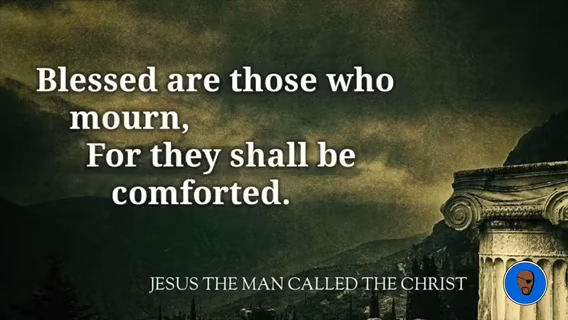 Blessed are those who
mourn,
For they shall be
comforted.
JESUS THE MAN CALLED THE CHRIST